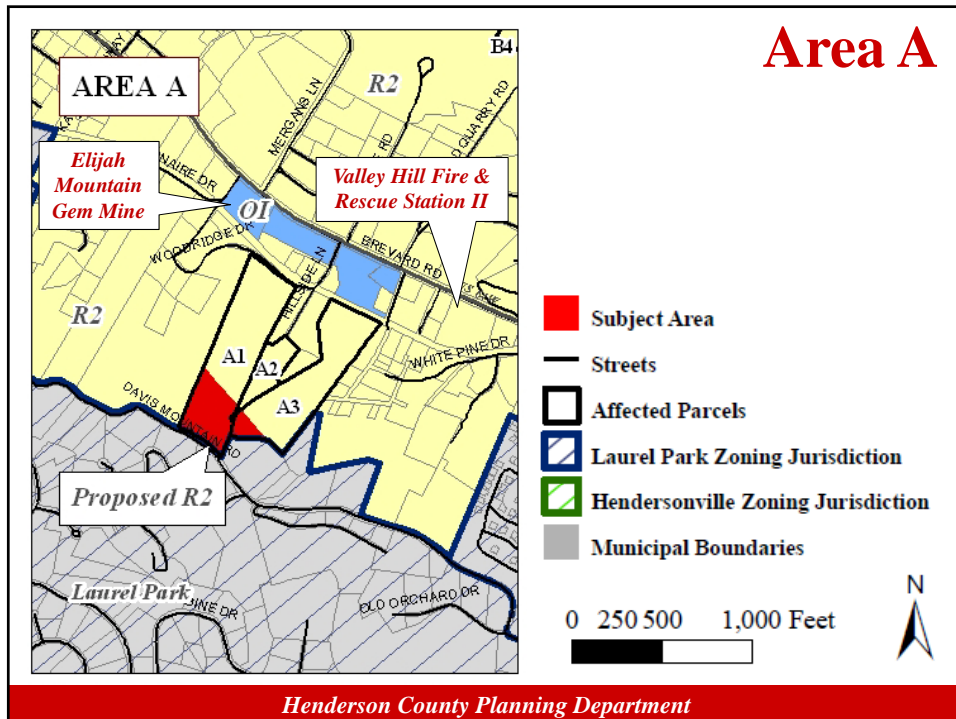 Area A
AREA A
B4
R2
MERGANS LN
QUARRY RD
RD
Elijah
Mountain
Gem Mine
NAIRE DR
Valley Hill Fire &
Rescue Station II
OI
WOODRIDGE DR
BREVARD RD
HILLSIDE LN
R2
WHITE PINE DR
A1
A2
A3
DAVIS MOUNTAIN RD
Proposed R2
Laurel Park
PINE DR
OLD ORCHARD DR
Subject Area
Streets
Affected Parcels
Laurel Park Zoning Jurisdiction
Hendersonville Zoning Jurisdiction
Municipal Boundaries
N
0 250 500 1,000 Feet
Henderson County Planning Department